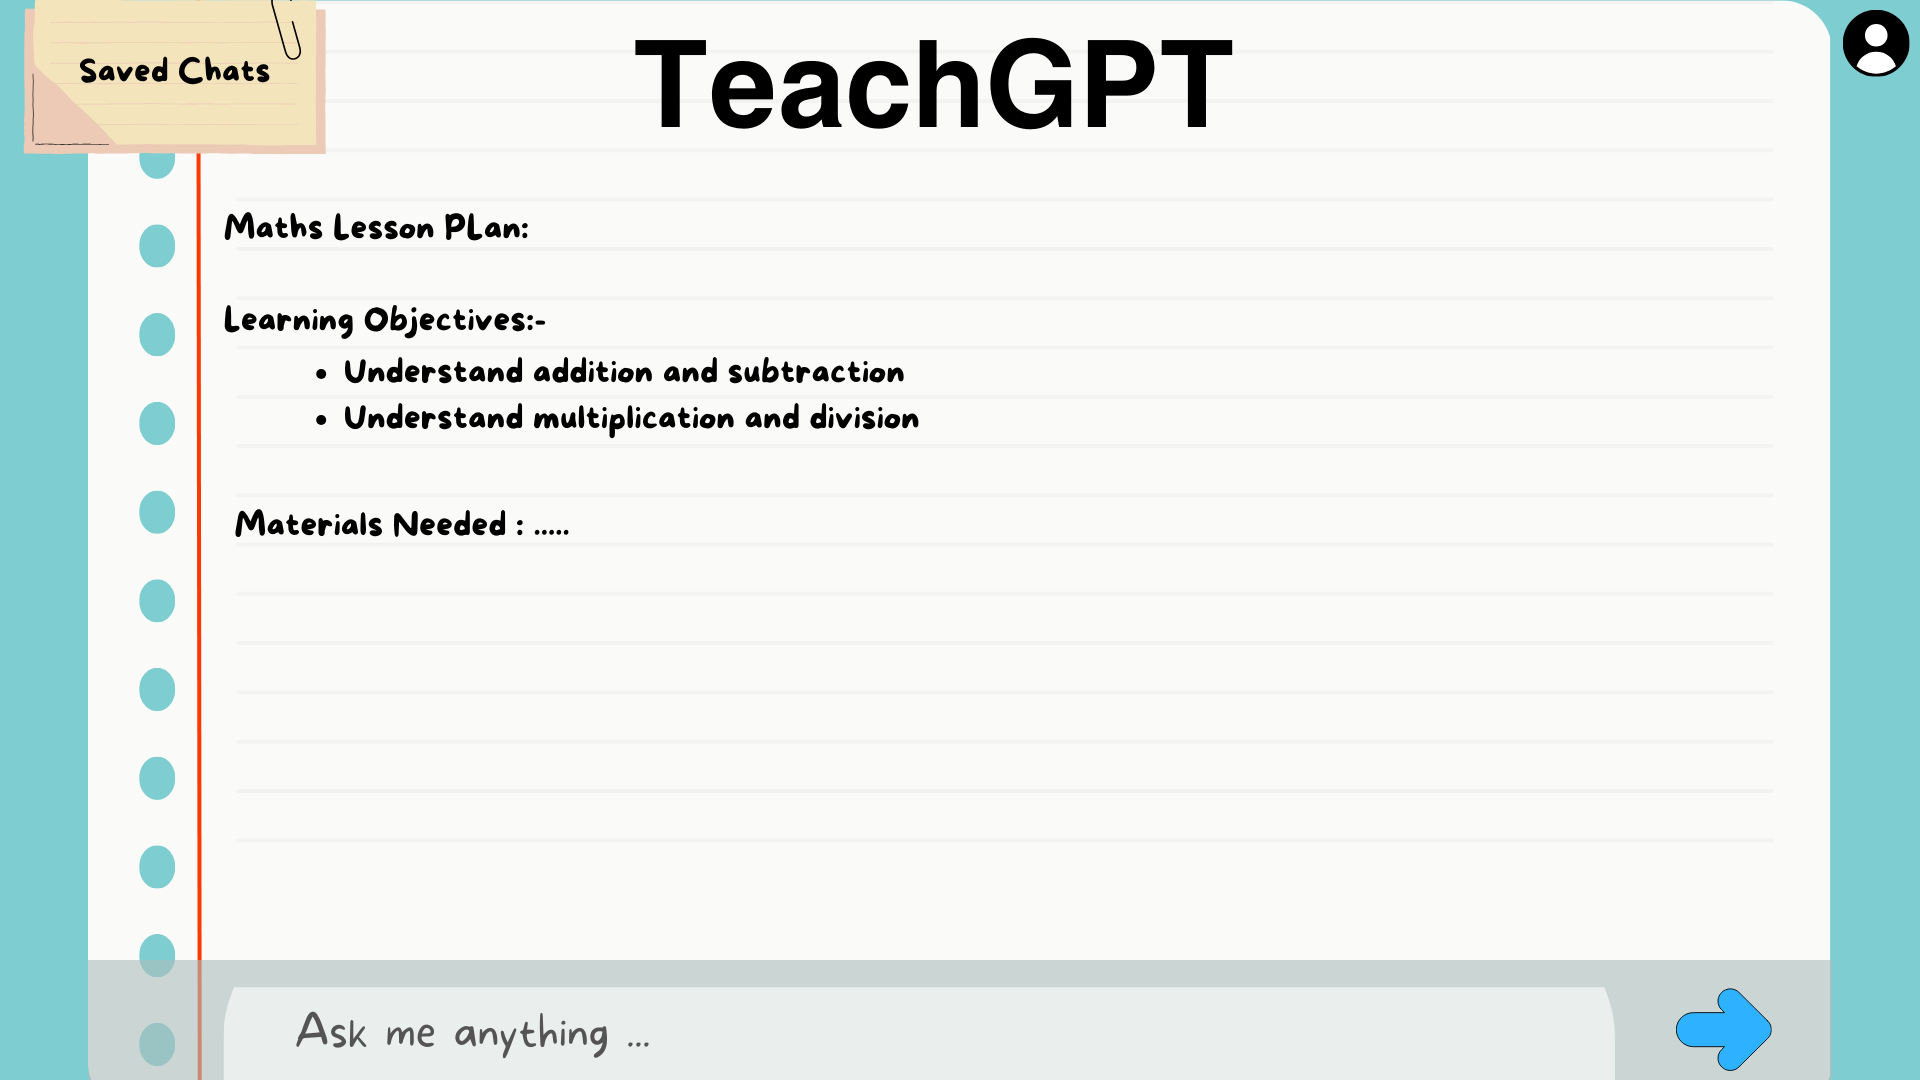 Saved Chats
TeachGPT
Maths Lesson Plan:
Learning Objectives:-
• Understand addition and subtraction
• Understand multiplication and division
Materials Needed : .....
Ask me anything ...